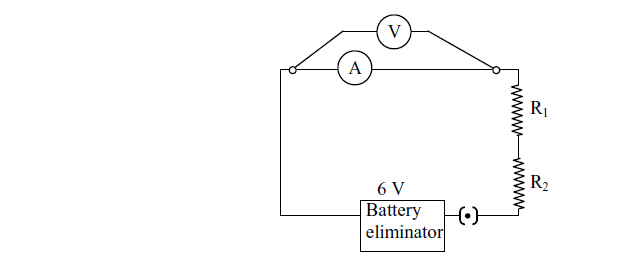 V
A
R₁
R₂
6 V
Battery
eliminator